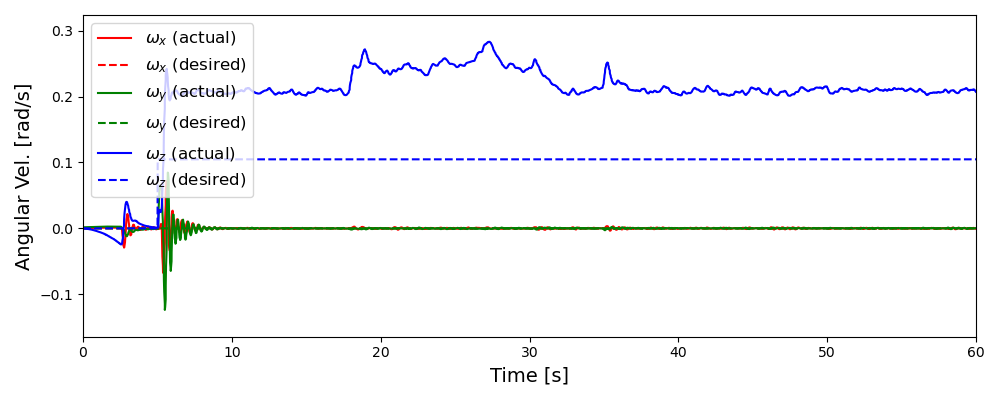 ωx (actual)
ωx (desired)
ωy (actual)
ωy (desired)
ωz (actual)
ωz (desired)
Angular Vel. [rad/s]
0.3
0.2
0.1
0.0
−0.1
0 10 20 30 40 50 60
Time [s]